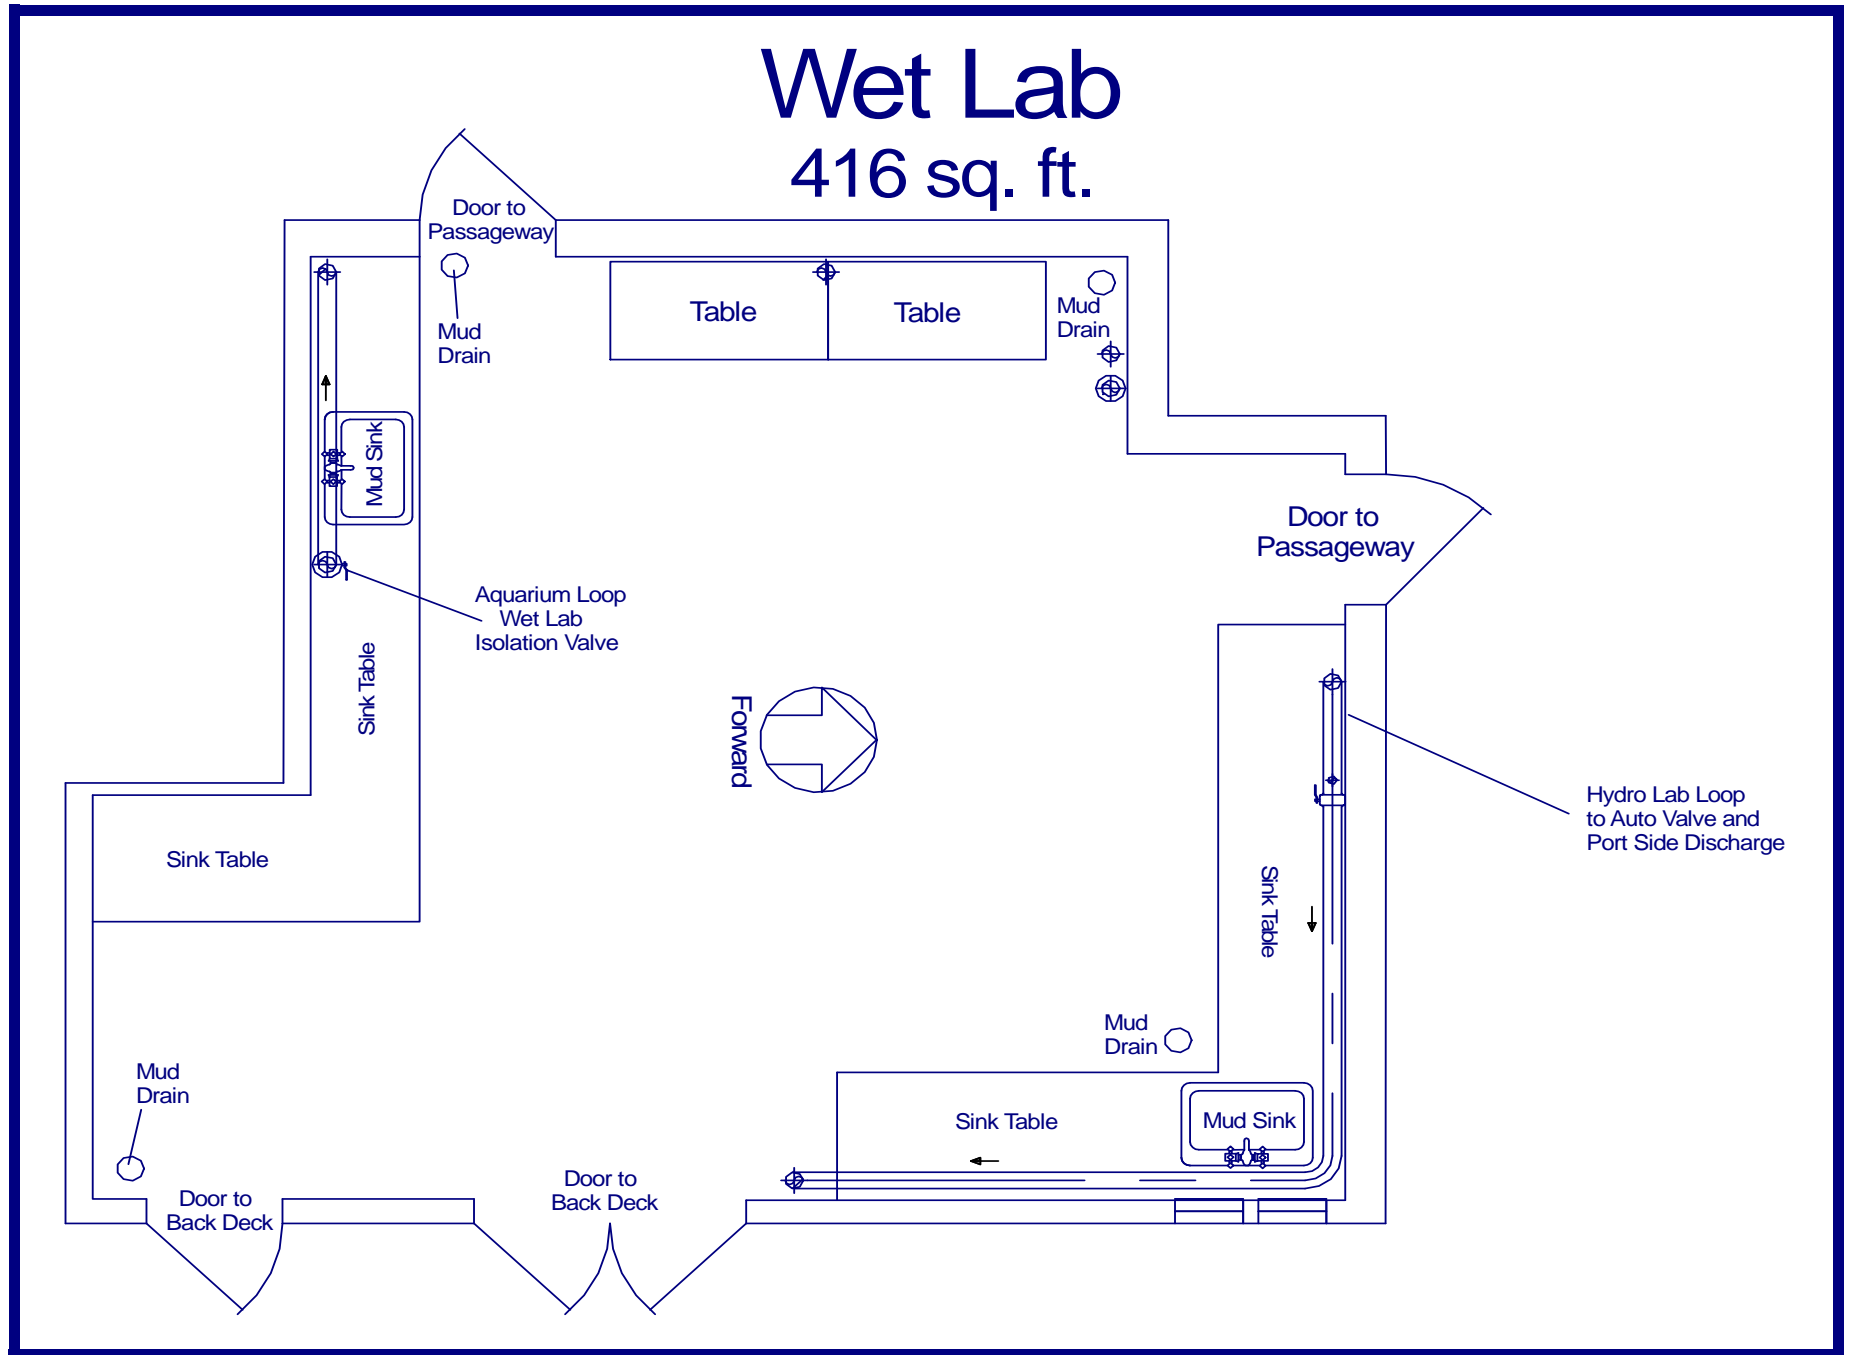 Wet Lab
416 sq. ft.
Door to
Passageway
Mud
Drain
Table
Table
Mud
Drain
Mud Sink
Door to
Passageway
Aquarium Loop
Wet Lab
Isolation Valve
Sink Table
Forward
Hydro Lab Loop
to Auto Valve and
Port Side Discharge
Sink Table
Sink Table
Mud
Drain
Mud
Drain
Sink Table
Mud Sink
Door to
Back Deck
Door to
Back Deck